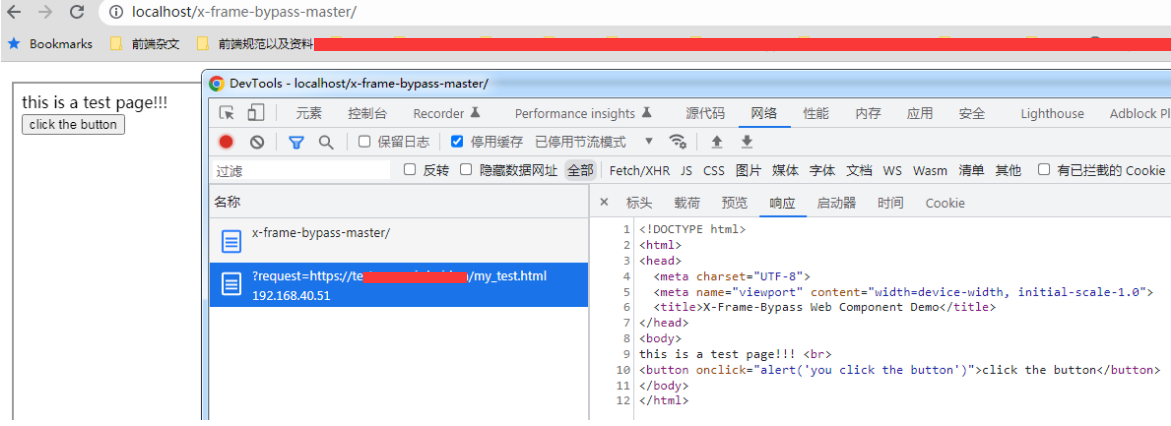 localhost/x-frame-bypass-master/
Bookmarks 前端杂文 前端规范以及资料
this is a test page!!!
click the button
DevTools - localhost/x-frame-bypass-master/
元素 控制台 Recorder Performance insights 源代码 网络 性能 内存 应用 安全 Lighthouse Adblock Pl
保留日志 停用缓存 已停用节流模式
过滤 反转 隐藏数据网址 全部 Fetch/XHR JS CSS 图片 媒体 字体 文档 WS Wasm 清单 其他 有已拦截的 Cookie
名称 × 标头 载荷 预览 响应 启动器 时间 Cookie
x-frame-bypass-master/
?request=https://te /my_test.html
192.168.40.51
1 <!DOCTYPE html>
2 <html>
3 <head>
4 <meta charset="UTF-8">
5 <meta name="viewport" content="width=device-width, initial-scale=1.0">
6 <title>X-Frame-Bypass Web Component Demo</title>
7 </head>
8 <body>
9 this is a test page!!! <br>
10 <button onclick="alert('you click the button')">click the button</button>
11 </body>
12 </html>